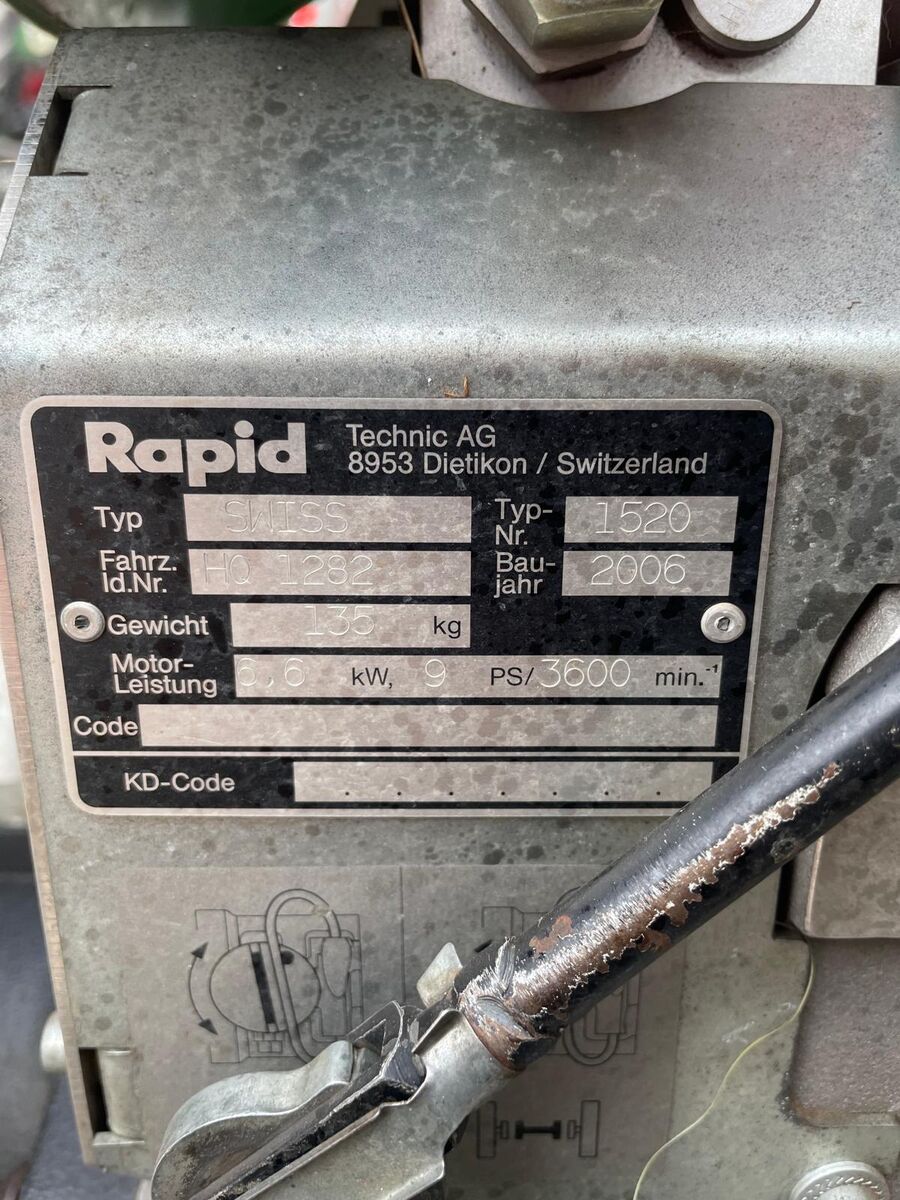 Rapid Technic AG
8953 Dietikon / Switzerland
Typ SWISS Typ-Nr. 1520
Fahrz. Id.Nr. HQ 1282 Bau-jahr 2006
Gewicht 135 kg
Motor-Leistung 6,6 kW, 9 PS/ 3600 min.⁻¹
Code
KD-Code